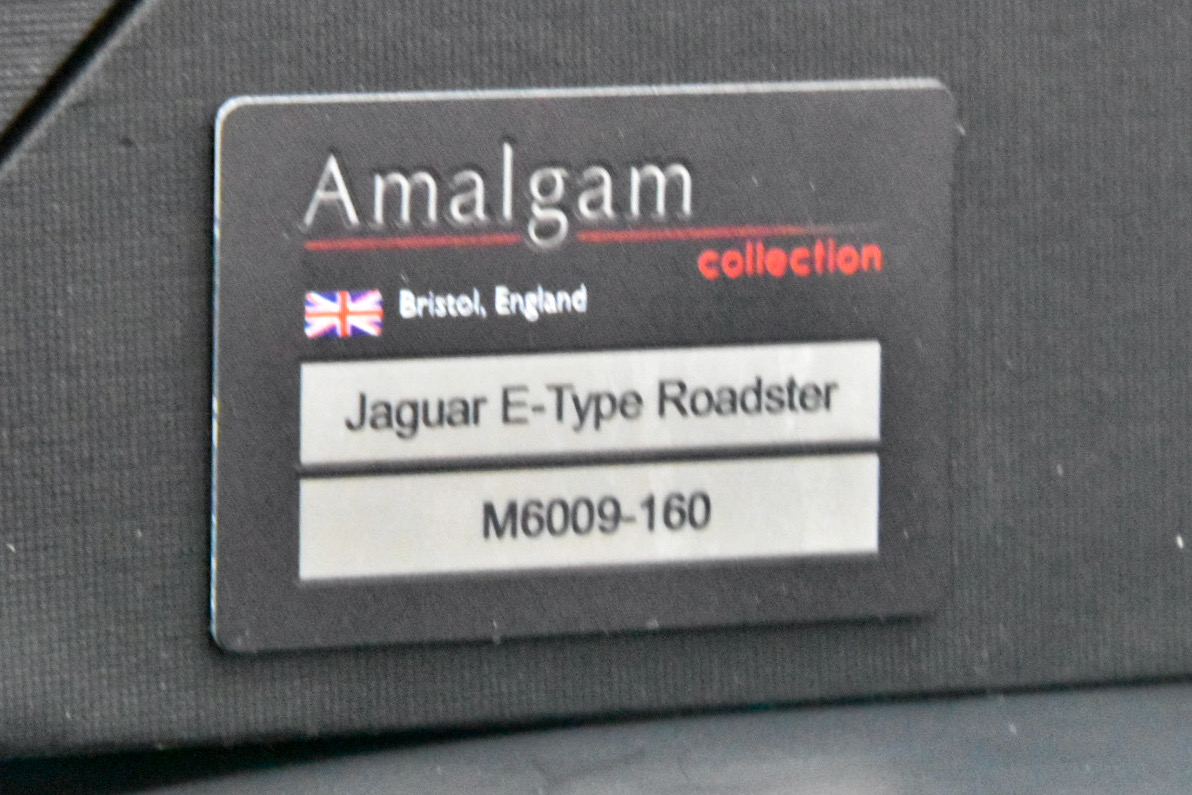 Amalgam
collection
Bristol, England
Jaguar E-Type Roadster
M6009-160